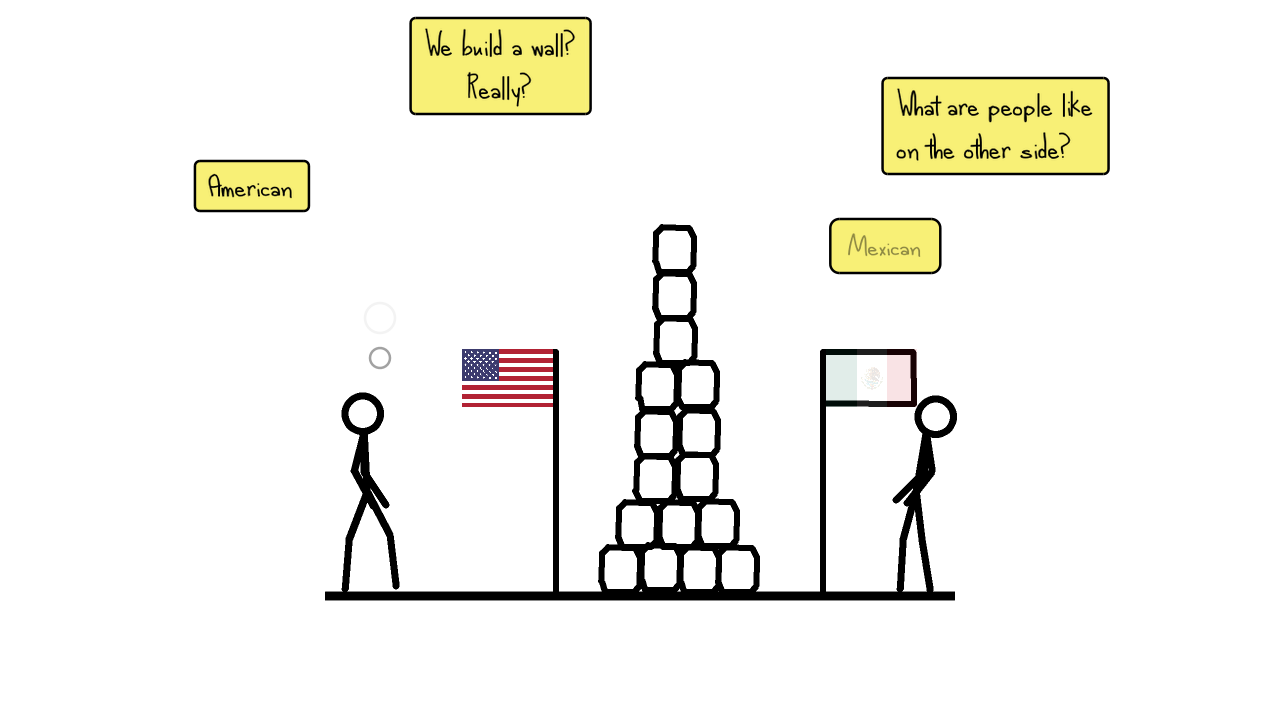 We build a wall?
Really?
What are people like
on the other side?
American
Mexican